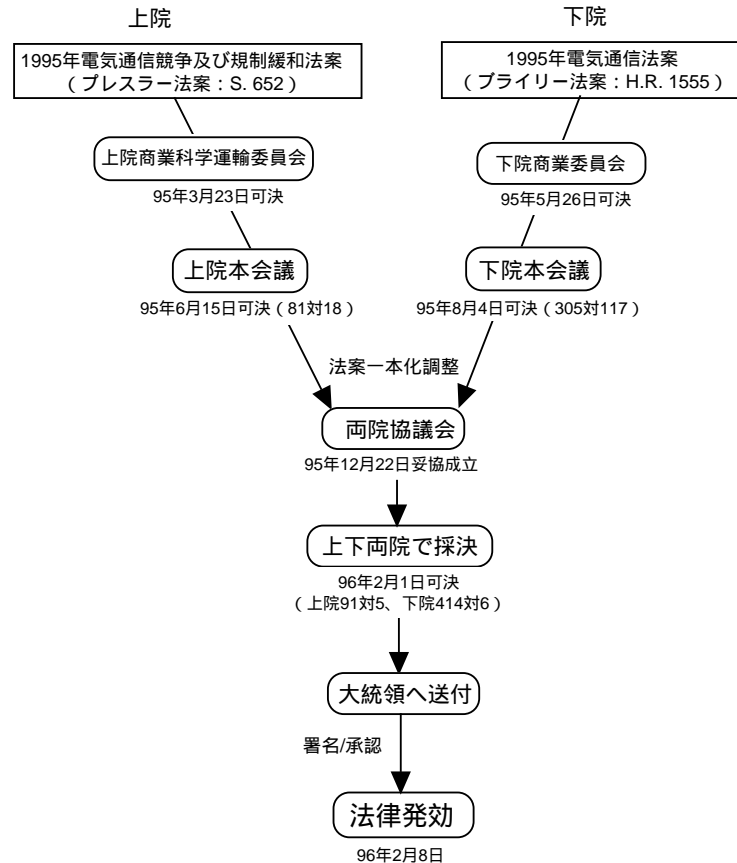 上院
下院
1995年電気通信競争及び規制緩和法案
（プレスラー法案：S. 652）
1995年電気通信法案
（ブライリー法案：H.R. 1555）
上院商業科学運輸委員会
下院商業委員会
95年3月23日可決
95年5月26日可決
上院本会議
下院本会議
95年6月15日可決（81対18）
95年8月4日可決（305対117）
法案一本化調整
両院協議会
95年12月22日妥協成立
上下両院で採決
96年2月1日可決
（上院91対5、下院414対6）
大統領へ送付
署名/承認
法律発効
96年2月8日